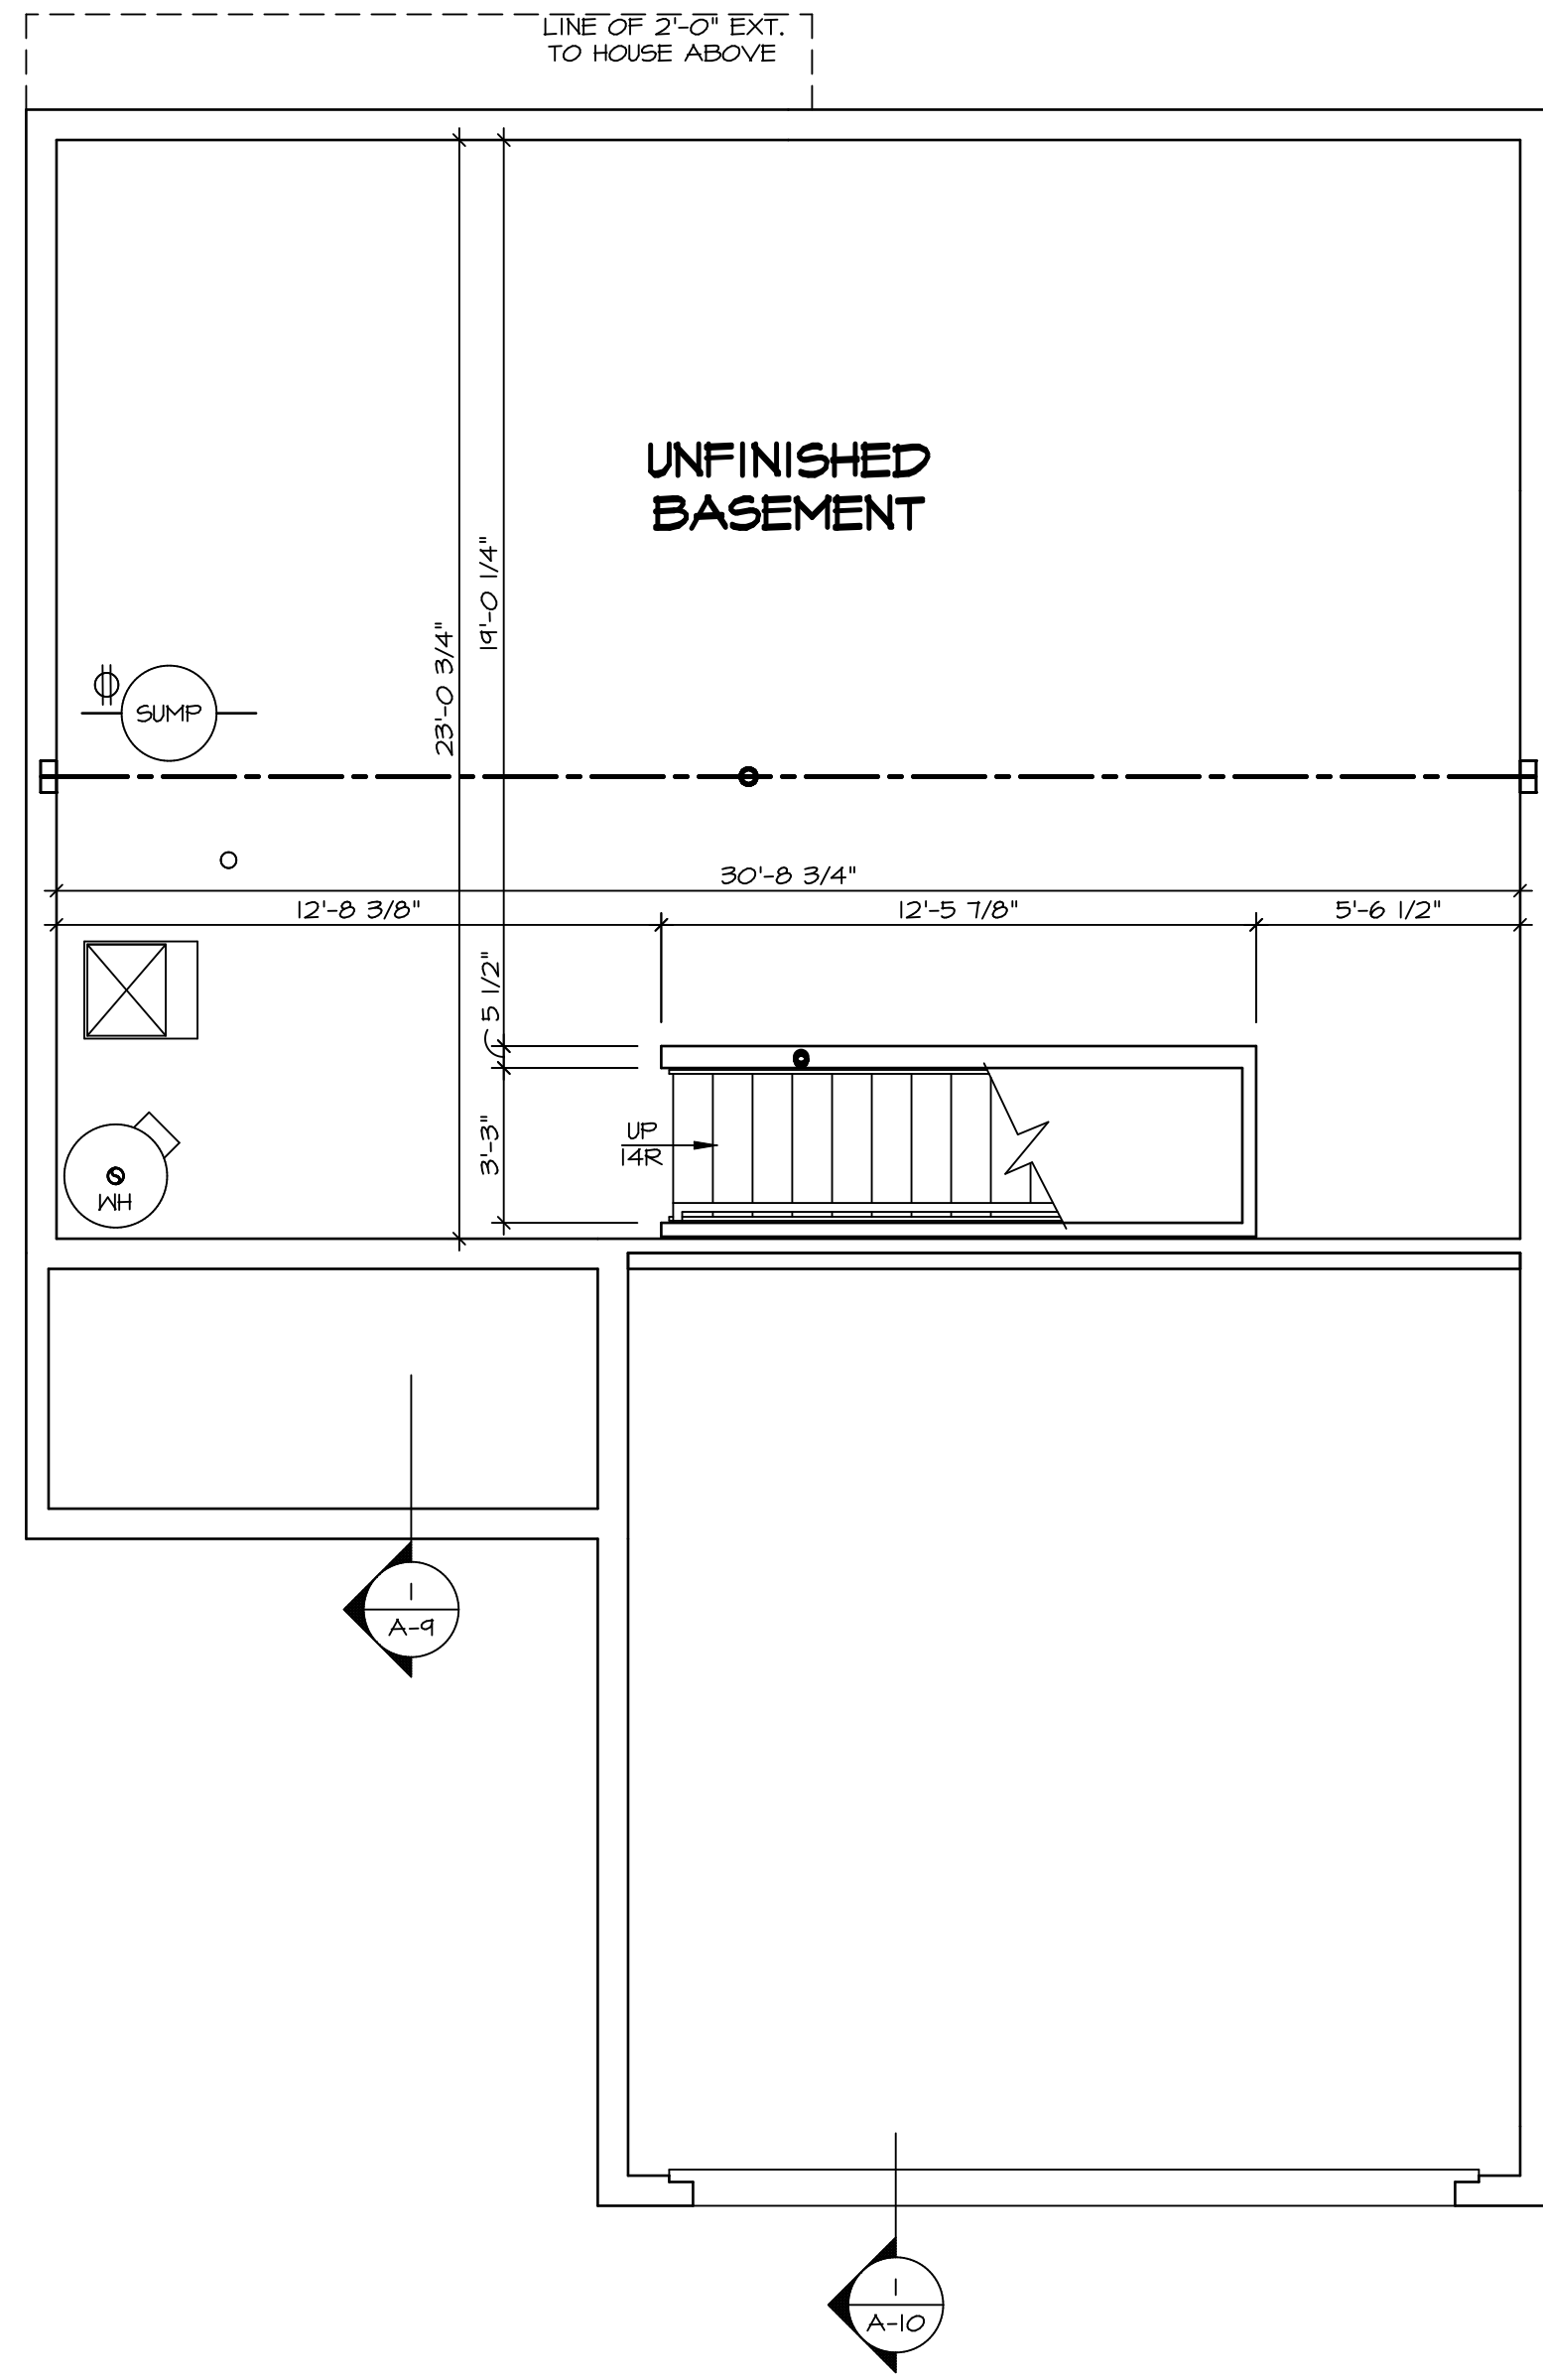 LINE OF 2'-0" EXT.
TO HOUSE ABOVE
UNFINISHED
BASEMENT
19'-0 1/4"
23'-0 3/4"
SUMP
30'-8 3/4"
12'-8 3/8"
12'-5 7/8"
5'-6 1/2"
5 1/2"
3'-3"
UP
14R
S
WH
1
A-9
1
A-10